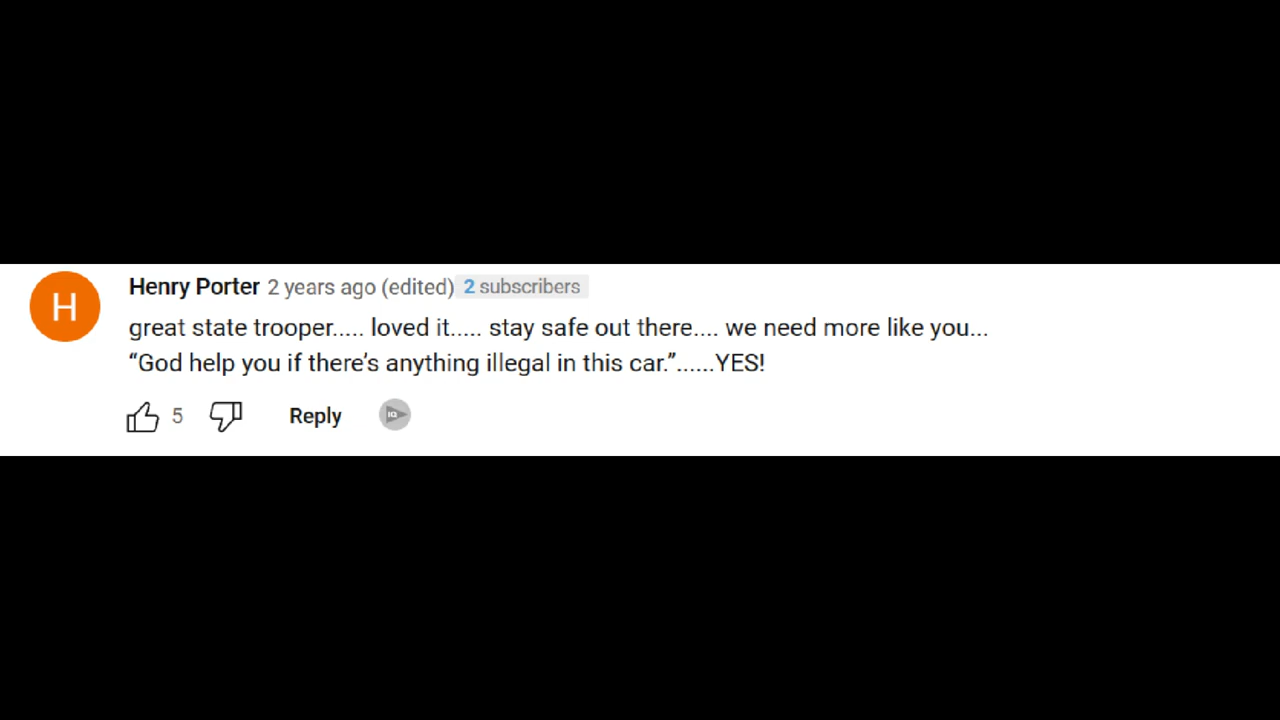 H
Henry Porter 2 years ago (edited) 2 subscribers
great state trooper..... loved it..... stay safe out there.... we need more like you...
“God help you if there’s anything illegal in this car.”......YES!
5 Reply IQ